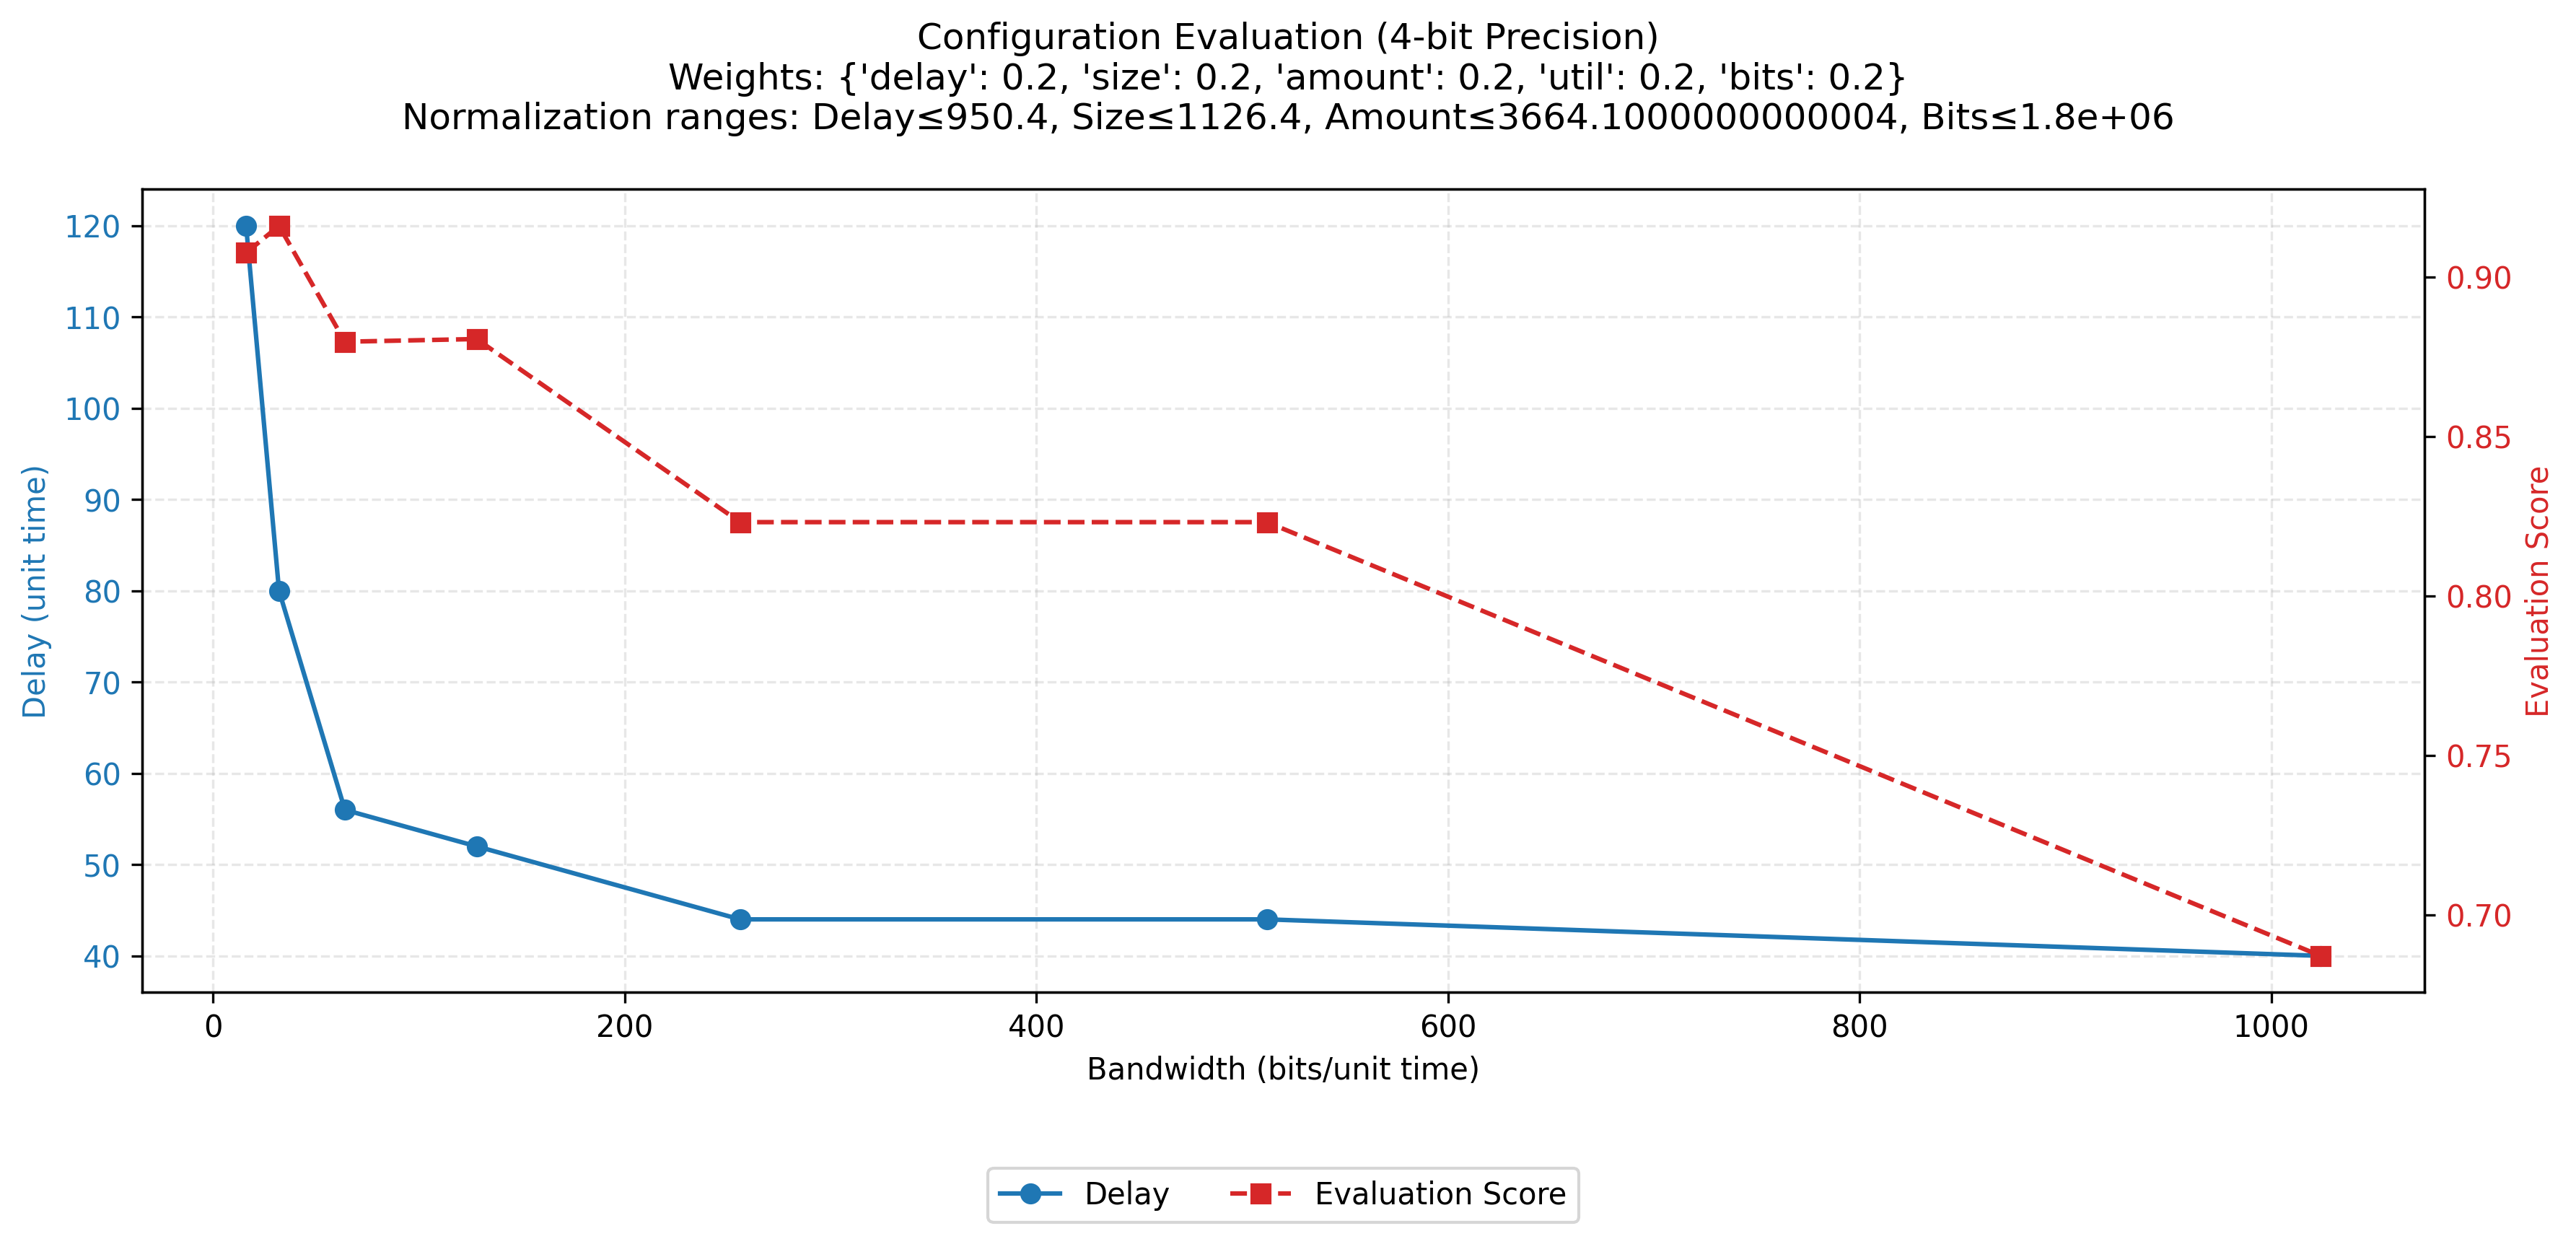 Configuration Evaluation (4-bit Precision)
Weights: {'delay': 0.2, 'size': 0.2, 'amount': 0.2, 'util': 0.2, 'bits': 0.2}
Normalization ranges: Delay≤950.4, Size≤1126.4, Amount≤3664.1000000000004, Bits≤1.8e+06
120
110
100
90
80
70
60
50
40
Delay (unit time)
0.90
0.85
0.80
0.75
0.70
Evaluation Score
0 200 400 600 800 1000
Bandwidth (bits/unit time)
Delay Evaluation Score